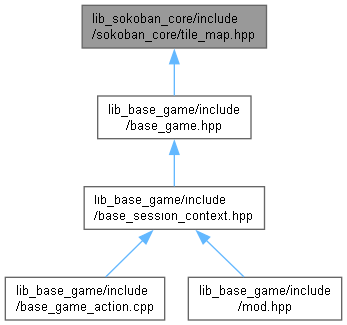 lib_sokoban_core/include
/sokoban_core/tile_map.hpp
lib_base_game/include
/base_game.hpp
lib_base_game/include
/base_session_context.hpp
lib_base_game/include
/base_game_action.cpp
lib_base_game/include
/mod.hpp